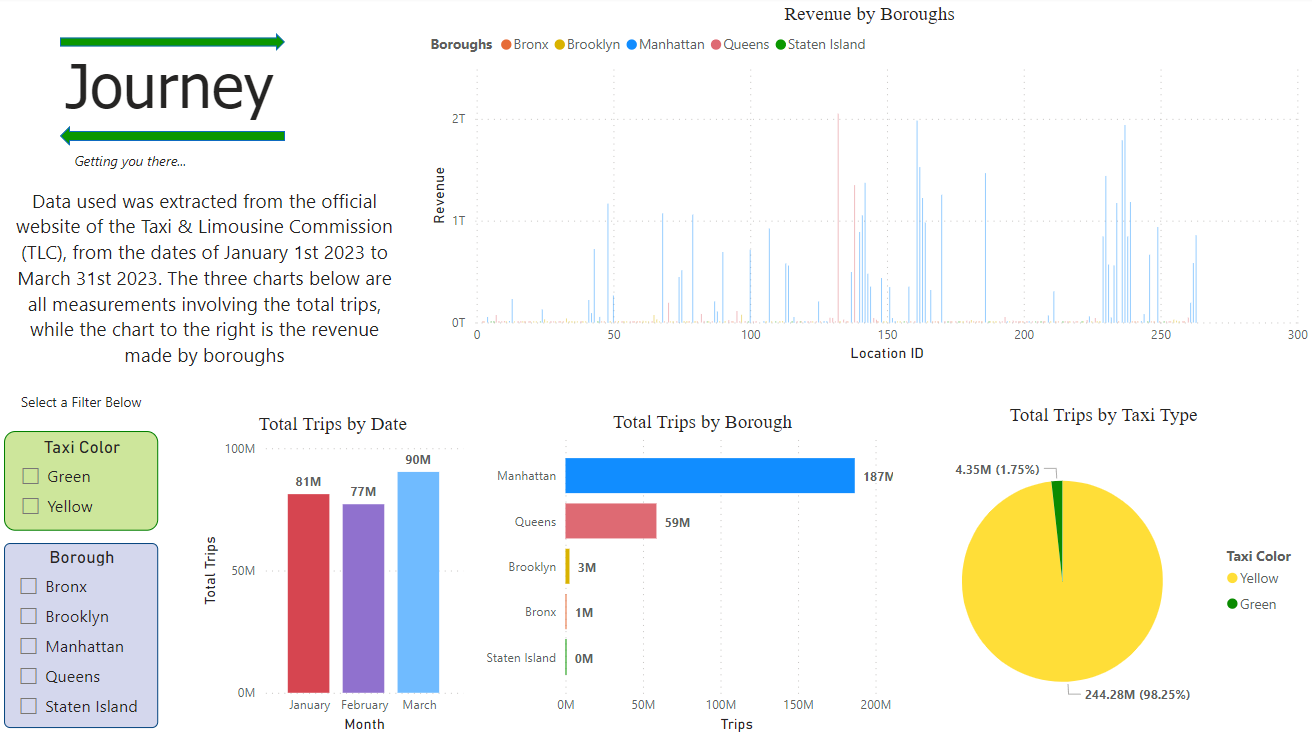 Journey
Getting you there...
Data used was extracted from the official
website of the Taxi & Limousine Commission
(TLC), from the dates of January 1st 2023 to
March 31st 2023. The three charts below are
all measurements involving the total trips,
while the chart to the right is the revenue
made by boroughs
Revenue by Boroughs
Boroughs Bronx Brooklyn Manhattan Queens Staten Island
Revenue
2T
1T
0T
0 50 100 150 200 250 300
Location ID
Select a Filter Below
Taxi Color
Green
Yellow
Borough
Bronx
Brooklyn
Manhattan
Queens
Staten Island
Total Trips by Date
Total Trips
100M
50M
0M
81M
77M
90M
January February March
Month
Total Trips by Borough
Manhattan 187M
Queens 59M
Brooklyn 3M
Bronx 1M
Staten Island 0M
0M 50M 100M 150M 200M
Trips
Total Trips by Taxi Type
4.35M (1.75%)
244.28M (98.25%)
Taxi Color
Yellow
Green